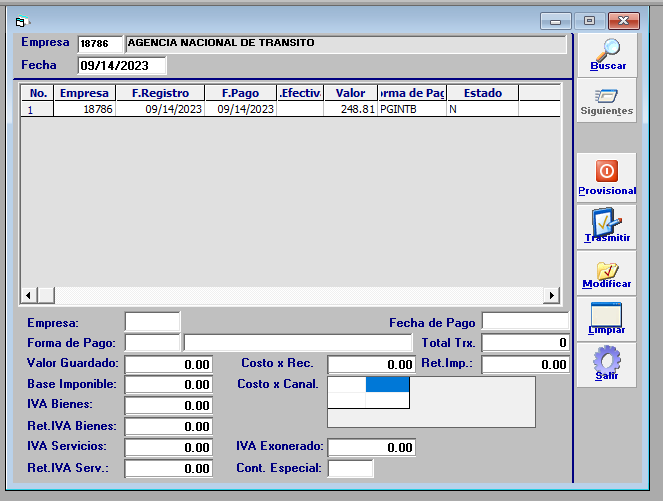 Empresa 18786 AGENCIA NACIONAL DE TRANSITO
Fecha 09/14/2023
No. Empresa F.Registro F.Pago .Efectiv Valor orma de Pag Estado
1 18786 09/14/2023 09/14/2023 248.81 PGINTB N
Buscar
Siguientes
Provisional
Trasmitir
Modificar
Limpiar
Salir
Empresa: Fecha de Pago
Forma de Pago: Total Trx. 0
Valor Guardado: 0.00 Costo x Rec. 0.00 Ret.Imp.: 0.00
Base Imponible: 0.00 Costo x Canal.
IVA Bienes: 0.00
Ret.IVA Bienes: 0.00
IVA Servicios: 0.00 IVA Exonerado: 0.00
Ret.IVA Serv.: 0.00 Cont. Especial: